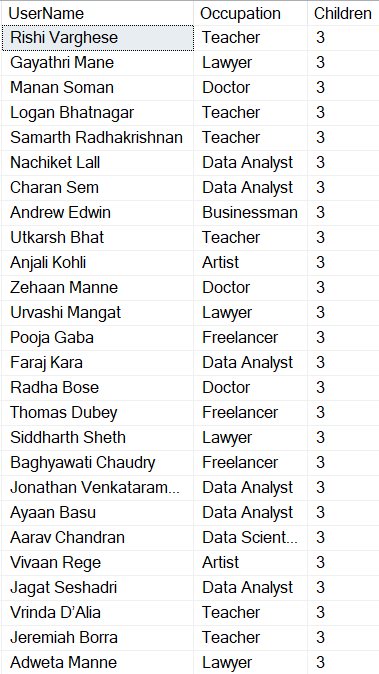 UserName Occupation Children
Rishi Varghese Teacher 3
Gayathri Mane Lawyer 3
Manan Soman Doctor 3
Logan Bhatnagar Teacher 3
Samarth Radhakrishnan Teacher 3
Nachiket Lall Data Analyst 3
Charan Sem Data Analyst 3
Andrew Edwin Businessman 3
Utkarsh Bhat Teacher 3
Anjali Kohli Artist 3
Zehaan Manne Doctor 3
Urvashi Mangat Lawyer 3
Pooja Gaba Freelancer 3
Faraj Kara Data Analyst 3
Radha Bose Doctor 3
Thomas Dubey Freelancer 3
Siddharth Sheth Lawyer 3
Baghyawati Chaudry Freelancer 3
Jonathan Venkataram... Data Analyst 3
Ayaan Basu Data Analyst 3
Aarav Chandran Data Scient... 3
Vivaan Rege Artist 3
Jagat Seshadri Data Analyst 3
Vrinda D’Alia Teacher 3
Jeremiah Borra Teacher 3
Adweta Manne Lawyer 3